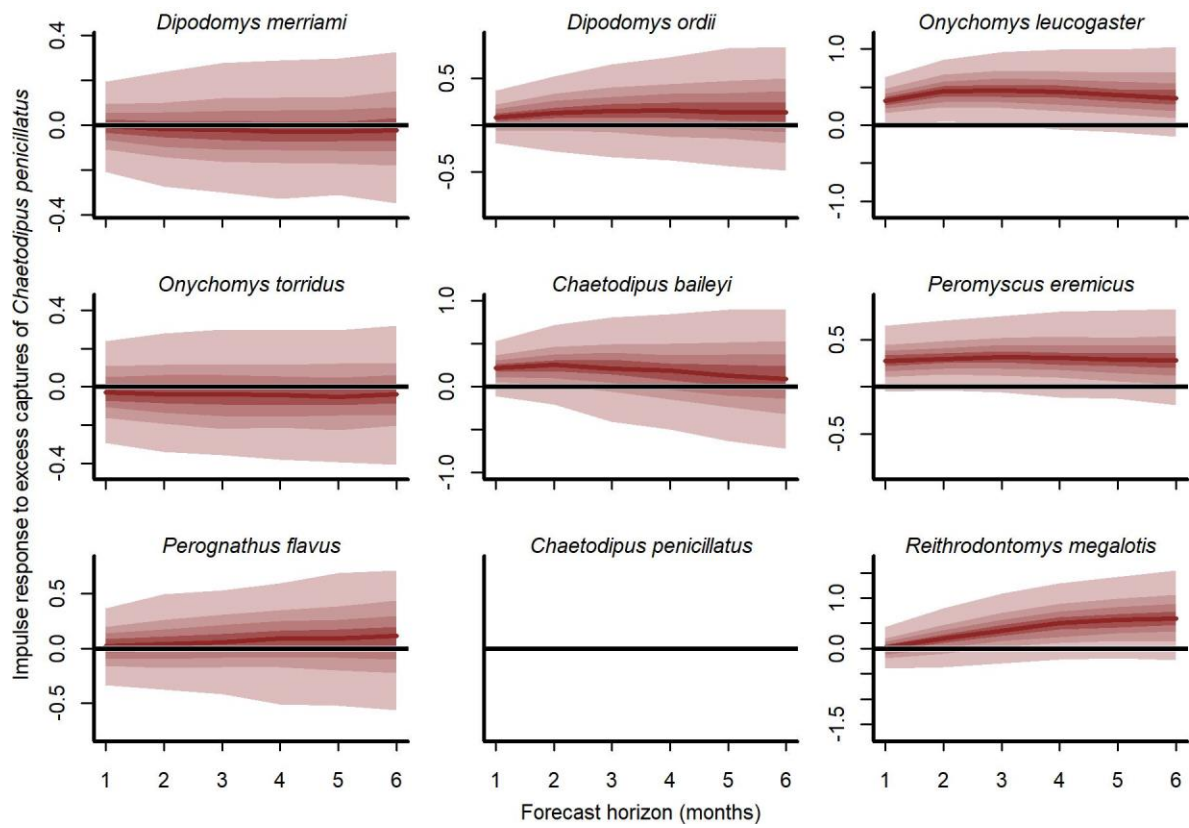 Impulse response to excess captures of Chaetodipus penicillatus
Dipodomys merriami
0.4
0.0
-0.4
Dipodomys ordii
0.5
-0.5
Onychomys leucogaster
1.0
0.0
-1.0
Onychomys torridus
0.4
0.0
-0.4
Chaetodipus baileyi
1.0
0.0
-1.0
Peromyscus eremicus
0.5
-0.5
Perognathus flavus
0.5
0.0
-0.5
1 2 3 4 5 6
Chaetodipus penicillatus
1 2 3 4 5 6
Reithrodontomys megalotis
1.0
0.0
-1.5
1 2 3 4 5 6
Forecast horizon (months)